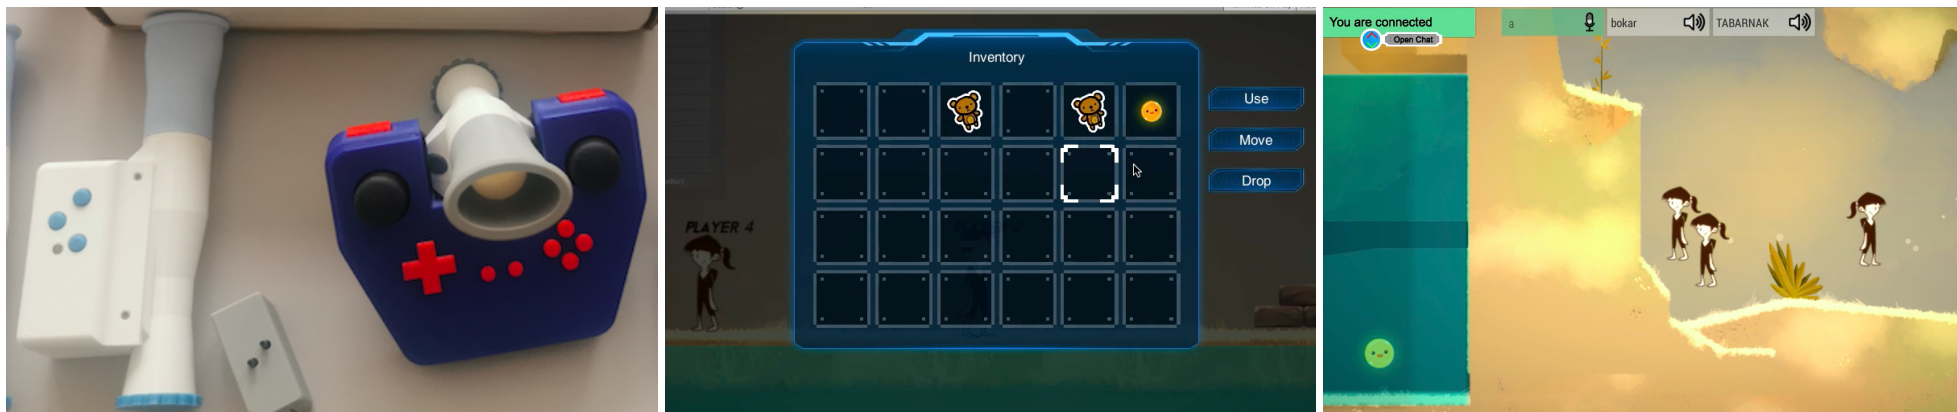 Inventory
Use
Move
Drop
PLAYER 4
You are connected
Open Chat
a
bokar
TABARNAK